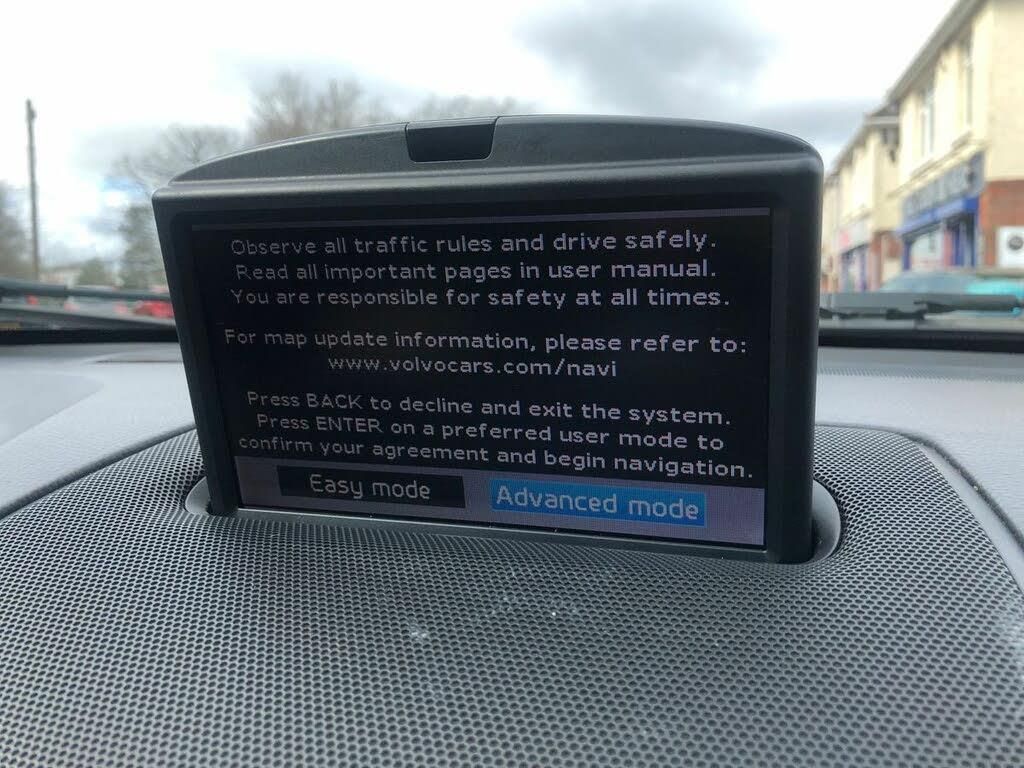 Observe all traffic rules and drive safely.
Read all important pages in user manual.
You are responsible for safety at all times.
For map update information, please refer to:
www.volvocars.com/navi
Press BACK to decline and exit the system.
Press ENTER on a preferred user mode to
confirm your agreement and begin navigation.
Easy mode
Advanced mode